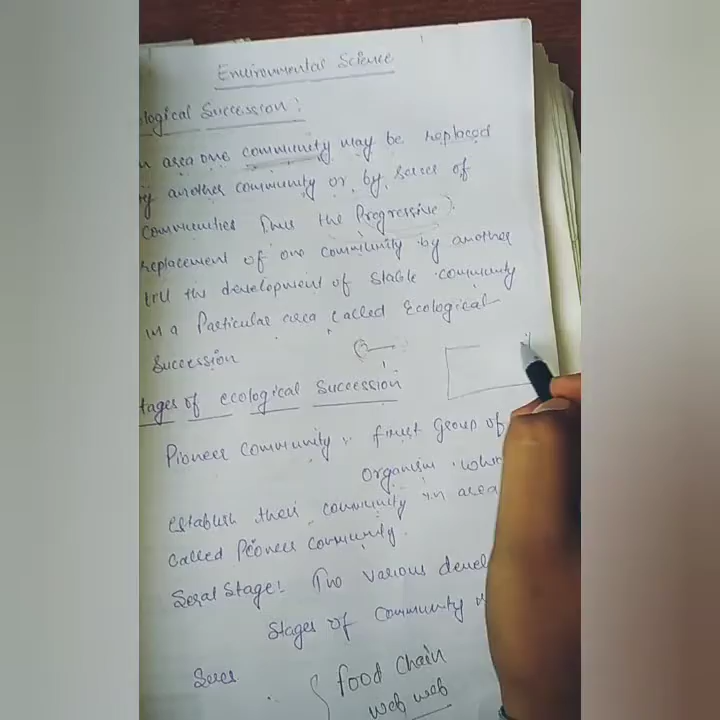 Environmental Science
ological Succession:
n area one community may be replaced
by another community or by series of
communities Thus the Progressive
replacement of one community by another
till the development of stable community
in a Particular area called Ecological
Succession
tages of ecological Succession
Pioneer community : first group of
organism
establish their community in area
called Pioneer community.
Seral Stage: The various devel
Stages of community
Seres
food chain
web web